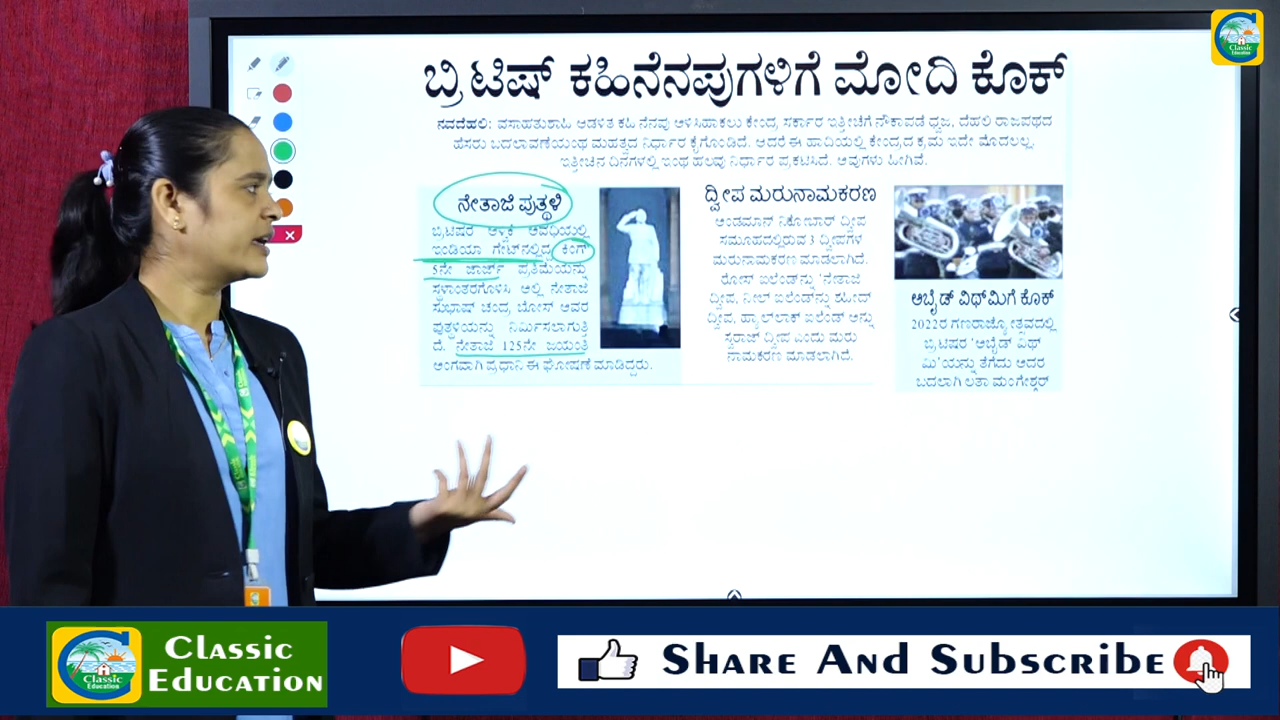 Classic
Education
ಬ್ರಿಟಿಷ್ ಕಹಿನೆನಪುಗಳಿಗೆ ಮೋದಿ ಕೊಕ್
ನವದೆಹಲಿ: ವಸಾಹತುಶಾಹಿ ಆಡಳಿತ ಕಹಿ ನೆನಪು ಅಳಿಸಿಹಾಕಲು ಕೇಂದ್ರ ಸರ್ಕಾರ ಇತ್ತೀಚೆಗೆ ನೌಕಾಪಡೆ ಧ್ವಜ, ದೆಹಲಿ ರಾಜಪಥದ
ಹೆಸರು ಬದಲಾವಣೆಯಂಥ ಮಹತ್ವದ ನಿರ್ಧಾರ ಕೈಗೊಂಡಿದೆ. ಆದರೆ ಈ ಹಾದಿಯಲ್ಲಿ ಕೇಂದ್ರದ ಕ್ರಮ ಇದೇ ಮೊದಲಲ್ಲ.
ಇತ್ತೀಚಿನ ದಿನಗಳಲ್ಲಿ ಇಂಥ ಹಲವು ನಿರ್ಧಾರ ಪ್ರಕಟಿಸಿದೆ. ಅವುಗಳು ಹೀಗಿವೆ.
ನೇತಾಜಿ ಪುತ್ಥಳಿ
ಬ್ರಿಟಿಷರ ಆಳ್ವಿಕೆ ಅವಧಿಯಲ್ಲಿ
ಇಂಡಿಯಾ ಗೇಟ್‌ನಲ್ಲಿದ್ದ ಕಿಂಗ್
5ನೇ ಜಾರ್ಜ್ ಪ್ರತಿಮೆಯನ್ನು
ಸ್ಥಳಾಂತರಗೊಳಿಸಿ ಅಲ್ಲಿ ನೇತಾಜಿ
ಸುಭಾಷ್ ಚಂದ್ರ ಬೋಸ್ ಅವರ
ಪುತ್ಥಳಿಯನ್ನು ನಿರ್ಮಿಸಲಾಗುತ್ತಿ
ದೆ. ನೇತಾಜಿ 125ನೇ ಜಯಂತಿ
ಅಂಗವಾಗಿ ಪ್ರಧಾನಿ ಈ ಘೋಷಣೆ ಮಾಡಿದ್ದರು.
ದ್ವೀಪ ಮರುನಾಮಕರಣ
ಅಂಡಮಾನ್ ನಿಕೋಬಾರ್ ದ್ವೀಪ
ಸಮೂಹದಲ್ಲಿರುವ 3 ದ್ವೀಪಗಳ
ಮರುನಾಮಕರಣ ಮಾಡಲಾಗಿದೆ.
ರೋಸ್ ಐಲೆಂಡ್‌ನ್ನು 'ನೇತಾಜಿ
ದ್ವೀಪ, ನೀಲ್ ಐಲೆಂಡ್‌ನ್ನು ಶಹೀದ್
ದ್ವೀಪ, ಹ್ಯಾವ್‌ಲಾಕ್ ಐಲೆಂಡ್ ಅನ್ನು
ಸ್ವರಾಜ್ ದ್ವೀಪ ಎಂದು ಮರು
ನಾಮಕರಣ ಮಾಡಲಾಗಿದೆ.
ಅಬೈಡ್ ವಿಥ್‌ಮಿಗೆ ಕೊಕ್
2022ರ ಗಣರಾಜ್ಯೋತ್ಸವದಲ್ಲಿ
ಬ್ರಿಟಿಷರ 'ಅಬೈಡ್ ವಿಥ್
ಮಿ'ಯನ್ನು ತೆಗೆದು ಅದರ
ಬದಲಾಗಿ ಲತಾ ಮಂಗೇಶ್ಕರ್
Classic
Education
Classic
Education
Share And Subscribe